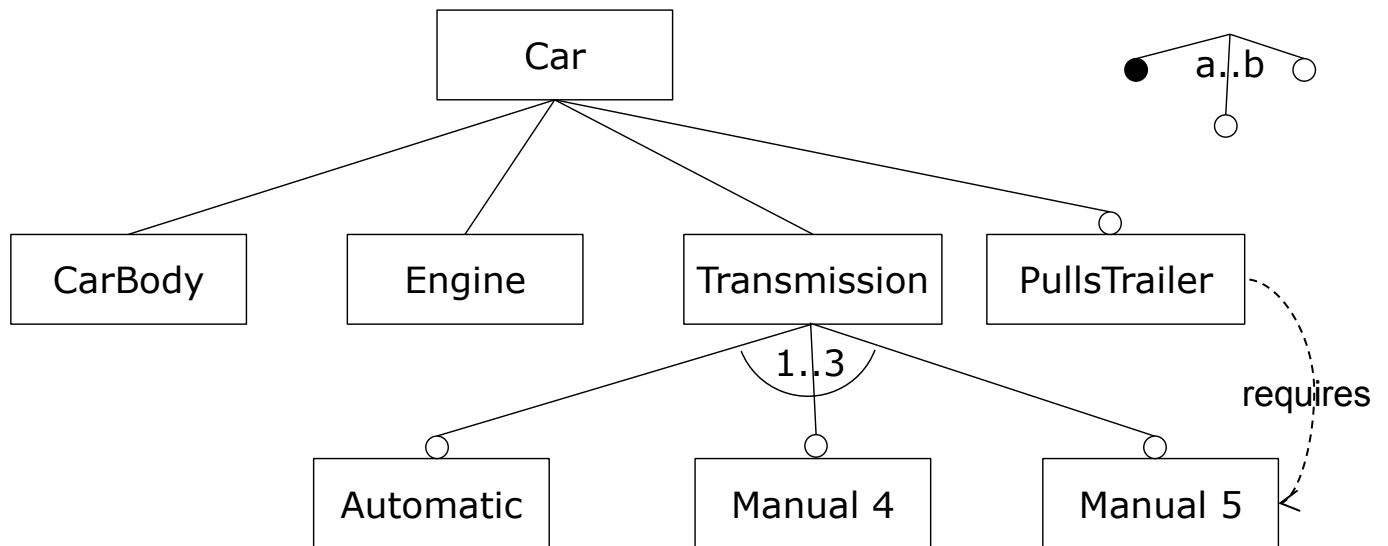 Car
a..b
CarBody
Engine
Transmission
PullsTrailer
1..3
requires
Automatic
Manual 4
Manual 5